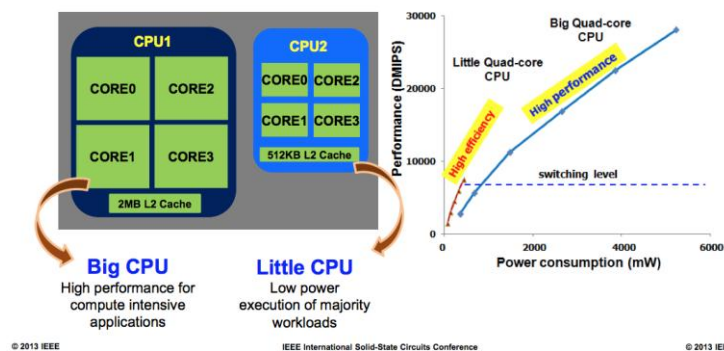 CPU1
CORE0
CORE2
CORE1
CORE3
2MB L2 Cache
CPU2
CORE0
CORE2
CORE1
CORE3
512KB L2 Cache
Big CPU
High performance for
compute intensive
applications
Little CPU
Low power
execution of majority
workloads
Performance (DMIPS)
30000
20000
10000
0
Big Quad-core
CPU
Little Quad-core
CPU
High performance
High efficiency
switching level
0
2000
4000
6000
Power consumption (mW)
© 2013 IEEE
IEEE International Solid-State Circuits Conference
© 2013 IE